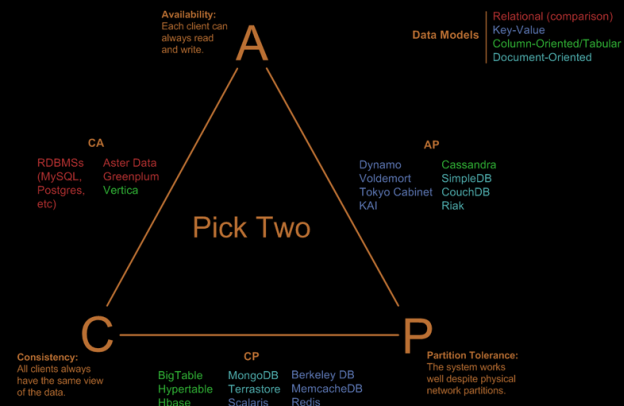 Availability:
Each client can
always read
and write.
A
Data Models
Relational (comparison)
Key-Value
Column-Oriented/Tabular
Document-Oriented
CA
RDBMSs
(MySQL,
Postgres,
etc)
Aster Data
Greenplum
Vertica
AP
Dynamo
Voldemort
Tokyo Cabinet
KAI
Cassandra
SimpleDB
CouchDB
Riak
Pick Two
C
Consistency:
All clients always
have the same view
of the data.
CP
BigTable
Hypertable
Hbase
MongoDB
Terrastore
Scalaris
Berkeley DB
MemcacheDB
Redis
P
Partition Tolerance:
The system works
well despite physical
network partitions.